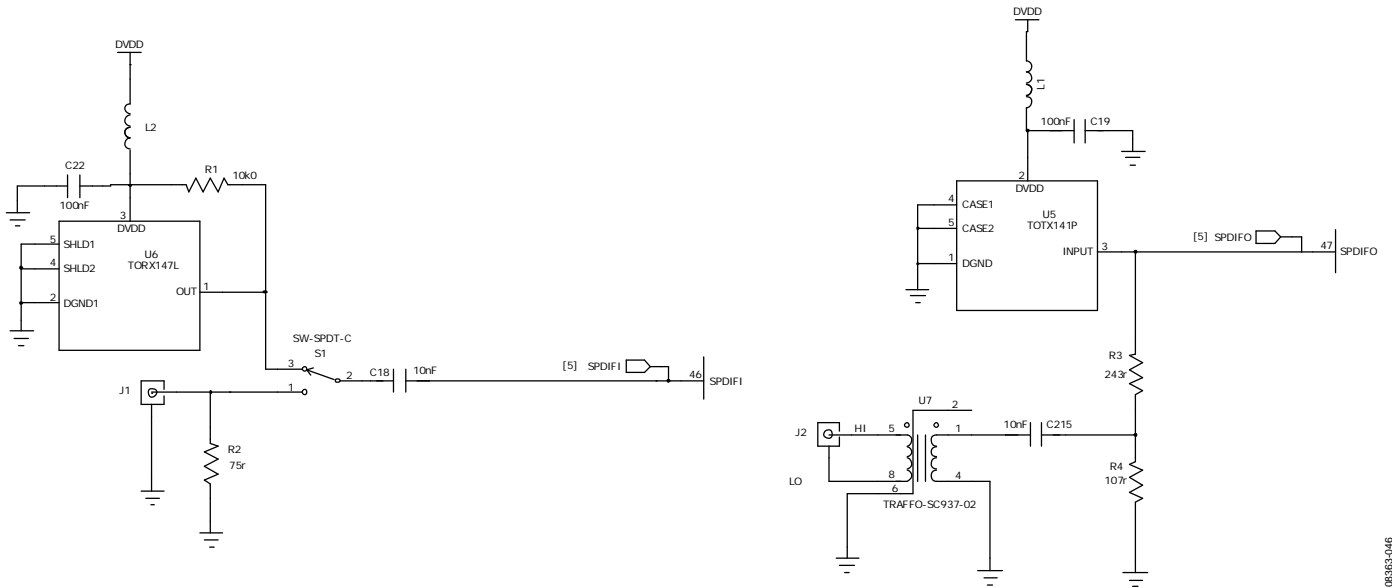 DVDD
L2
C22
100nF
R1
10k0
3
DVDD
5
SHLD1
4
SHLD2
2
DGND1
U6
TORX147L
OUT
1
SW-SPDT-C
S1
3
2
1
C18
10nF
[5] SPDIFI
46
SPDIFI
J1
R2
75r
DVDD
L1
100nF
C19
2
DVDD
4
CASE1
5
CASE2
1
DGND
U5
TOTX141P
INPUT
3
[5] SPDIFO
47
SPDIFO
R3
243r
U7
2
J2
HI
5
1
10nF
C215
LO
8
6
4
R4
107r
TRAFFO-SC937-02
08363-046